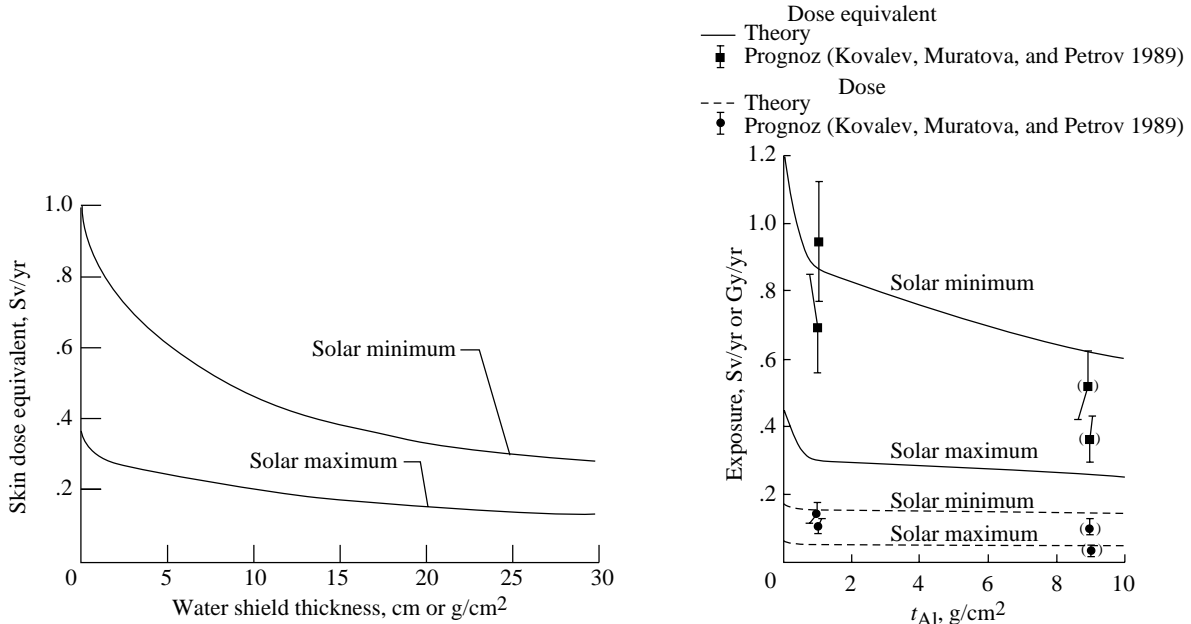 1.0
.8
.6
.4
.2
0
5
10
15
20
25
30
Skin dose equivalent, Sv/yr
Water shield thickness, cm or g/cm2
Solar minimum
Solar maximum
Dose equivalent
Theory
Prognoz (Kovalev, Muratova, and Petrov 1989)
Dose
Theory
Prognoz (Kovalev, Muratova, and Petrov 1989)
1.2
1.0
.8
.6
.4
.2
0
2
4
6
8
10
Exposure, Sv/yr or Gy/yr
tAl, g/cm2
Solar minimum
Solar maximum
Solar minimum
Solar maximum
( )
( )
( )
( )